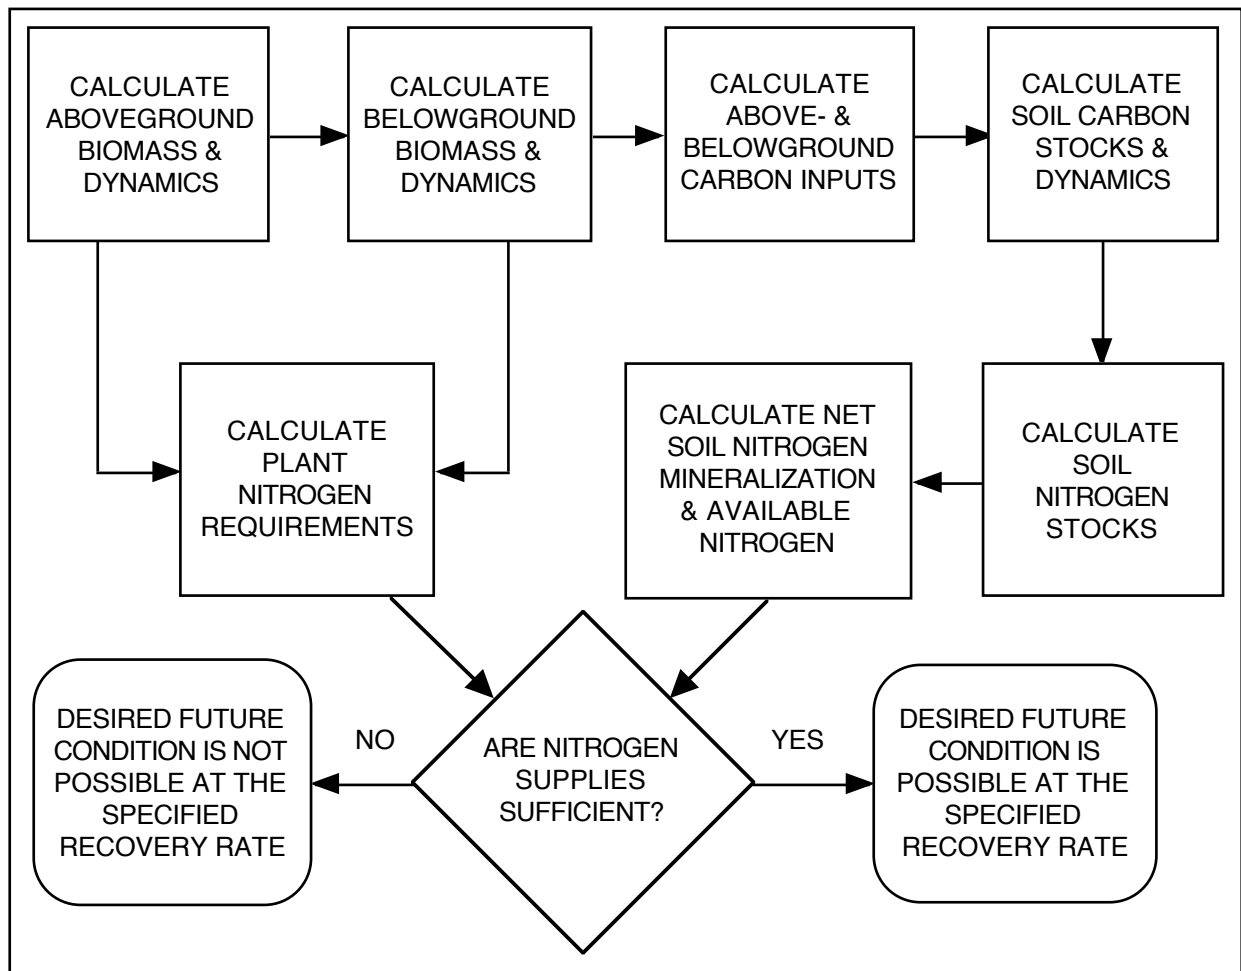 CALCULATE
ABOVEGROUND
BIOMASS &
DYNAMICS
CALCULATE
BELOWGROUND
BIOMASS &
DYNAMICS
CALCULATE
ABOVE- &
BELOWGROUND
CARBON INPUTS
CALCULATE
SOIL CARBON
STOCKS &
DYNAMICS
CALCULATE
PLANT
NITROGEN
REQUIREMENTS
CALCULATE NET
SOIL NITROGEN
MINERALIZATION
& AVAILABLE
NITROGEN
CALCULATE
SOIL
NITROGEN
STOCKS
DESIRED FUTURE
CONDITION IS NOT
POSSIBLE AT THE
SPECIFIED
RECOVERY RATE
NO
ARE NITROGEN
SUPPLIES
SUFFICIENT?
YES
DESIRED FUTURE
CONDITION IS
POSSIBLE AT THE
SPECIFIED
RECOVERY RATE